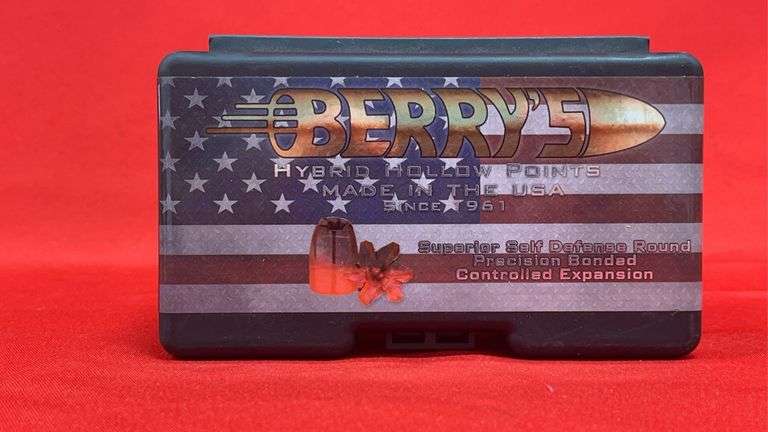 BERRY'S
Hybrid Hollow Points
Made in the USA
Since 1961
Superior Self Defense Round
Precision Bonded
Controlled Expansion